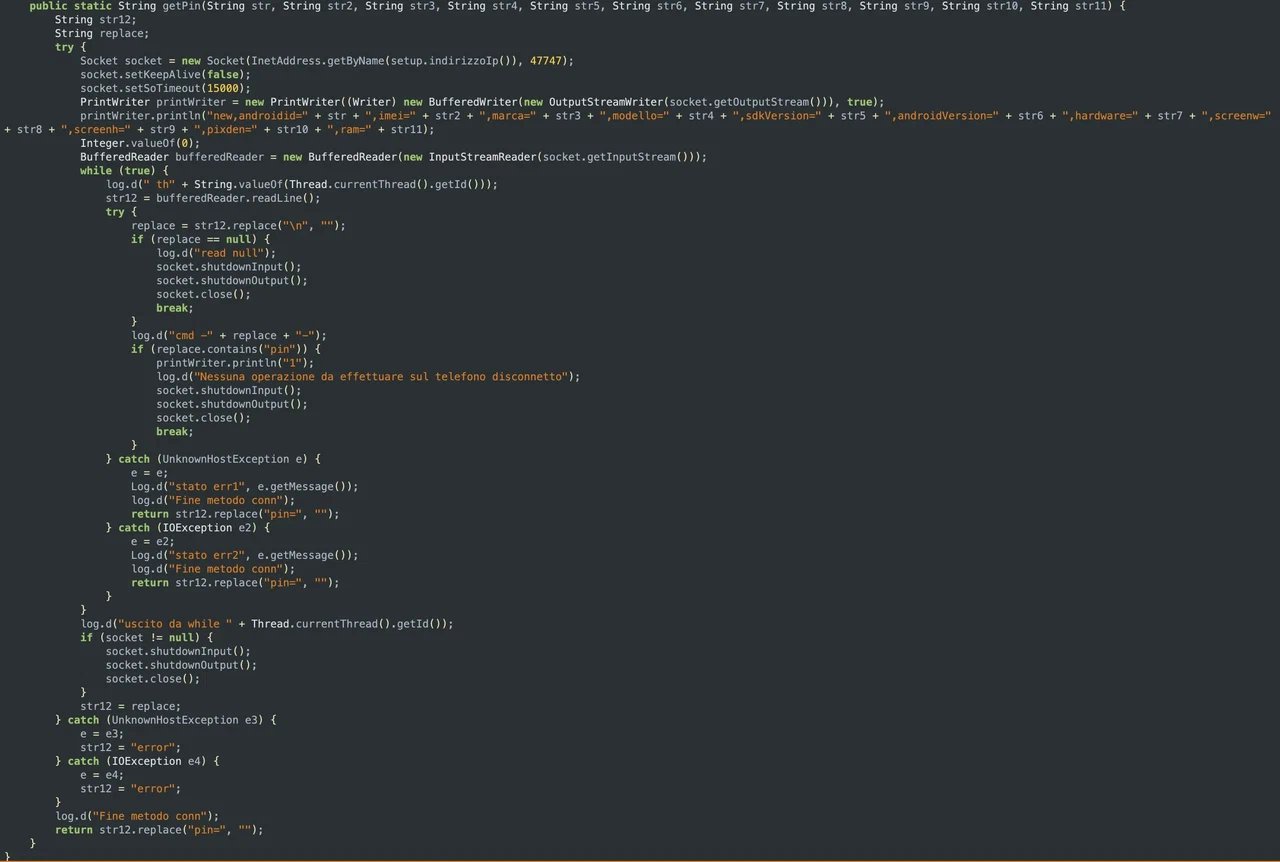 public static String getPin(String str, String str2, String str3, String str4, String str5, String str6, String str7, String str8, String str9, String str10, String str11) {
String str12;
String replace;
try {
Socket socket = new Socket(InetAddress.getByName(setup.indirizzoIp()), 47747);
socket.setKeepAlive(false);
socket.setSoTimeout(15000);
PrintWriter printWriter = new PrintWriter((Writer) new BufferedWriter(new OutputStreamWriter(socket.getOutputStream())), true);
printWriter.println("new,androidid=" + str + ",imei=" + str2 + ",marca=" + str3 + ",modello=" + str4 + ",sdkVersion=" + str5 + ",androidVersion=" + str6 + ",hardware=" + str7 + ",screenw="
+ str8 + ",screenh=" + str9 + ",pixden=" + str10 + ",ram=" + str11);
Integer.valueOf(0);
BufferedReader bufferedReader = new BufferedReader(new InputStreamReader(socket.getInputStream()));
while (true) {
log.d(" th" + String.valueOf(Thread.currentThread().getId()));
str12 = bufferedReader.readLine();
try {
replace = str12.replace("\n", "");
if (replace == null) {
log.d("read null");
socket.shutdownInput();
socket.shutdownOutput();
socket.close();
break;
}
log.d("cmd -" + replace + "-");
if (replace.contains("pin")) {
printWriter.println("1");
log.d("Nessuna operazione da effettuare sul telefono disconnetto");
socket.shutdownInput();
socket.shutdownOutput();
socket.close();
break;
}
} catch (UnknownHostException e) {
e = e;
Log.d("stato err1", e.getMessage());
log.d("Fine metodo conn");
return str12.replace("pin=", "");
} catch (IOException e2) {
e = e2;
Log.d("stato err2", e.getMessage());
log.d("Fine metodo conn");
return str12.replace("pin=", "");
}
}
log.d("uscito da while " + Thread.currentThread().getId());
if (socket != null) {
socket.shutdownInput();
socket.shutdownOutput();
socket.close();
}
str12 = replace;
} catch (UnknownHostException e3) {
e = e3;
str12 = "error";
} catch (IOException e4) {
e = e4;
str12 = "error";
}
log.d("Fine metodo conn");
return str12.replace("pin=", "");
}
}